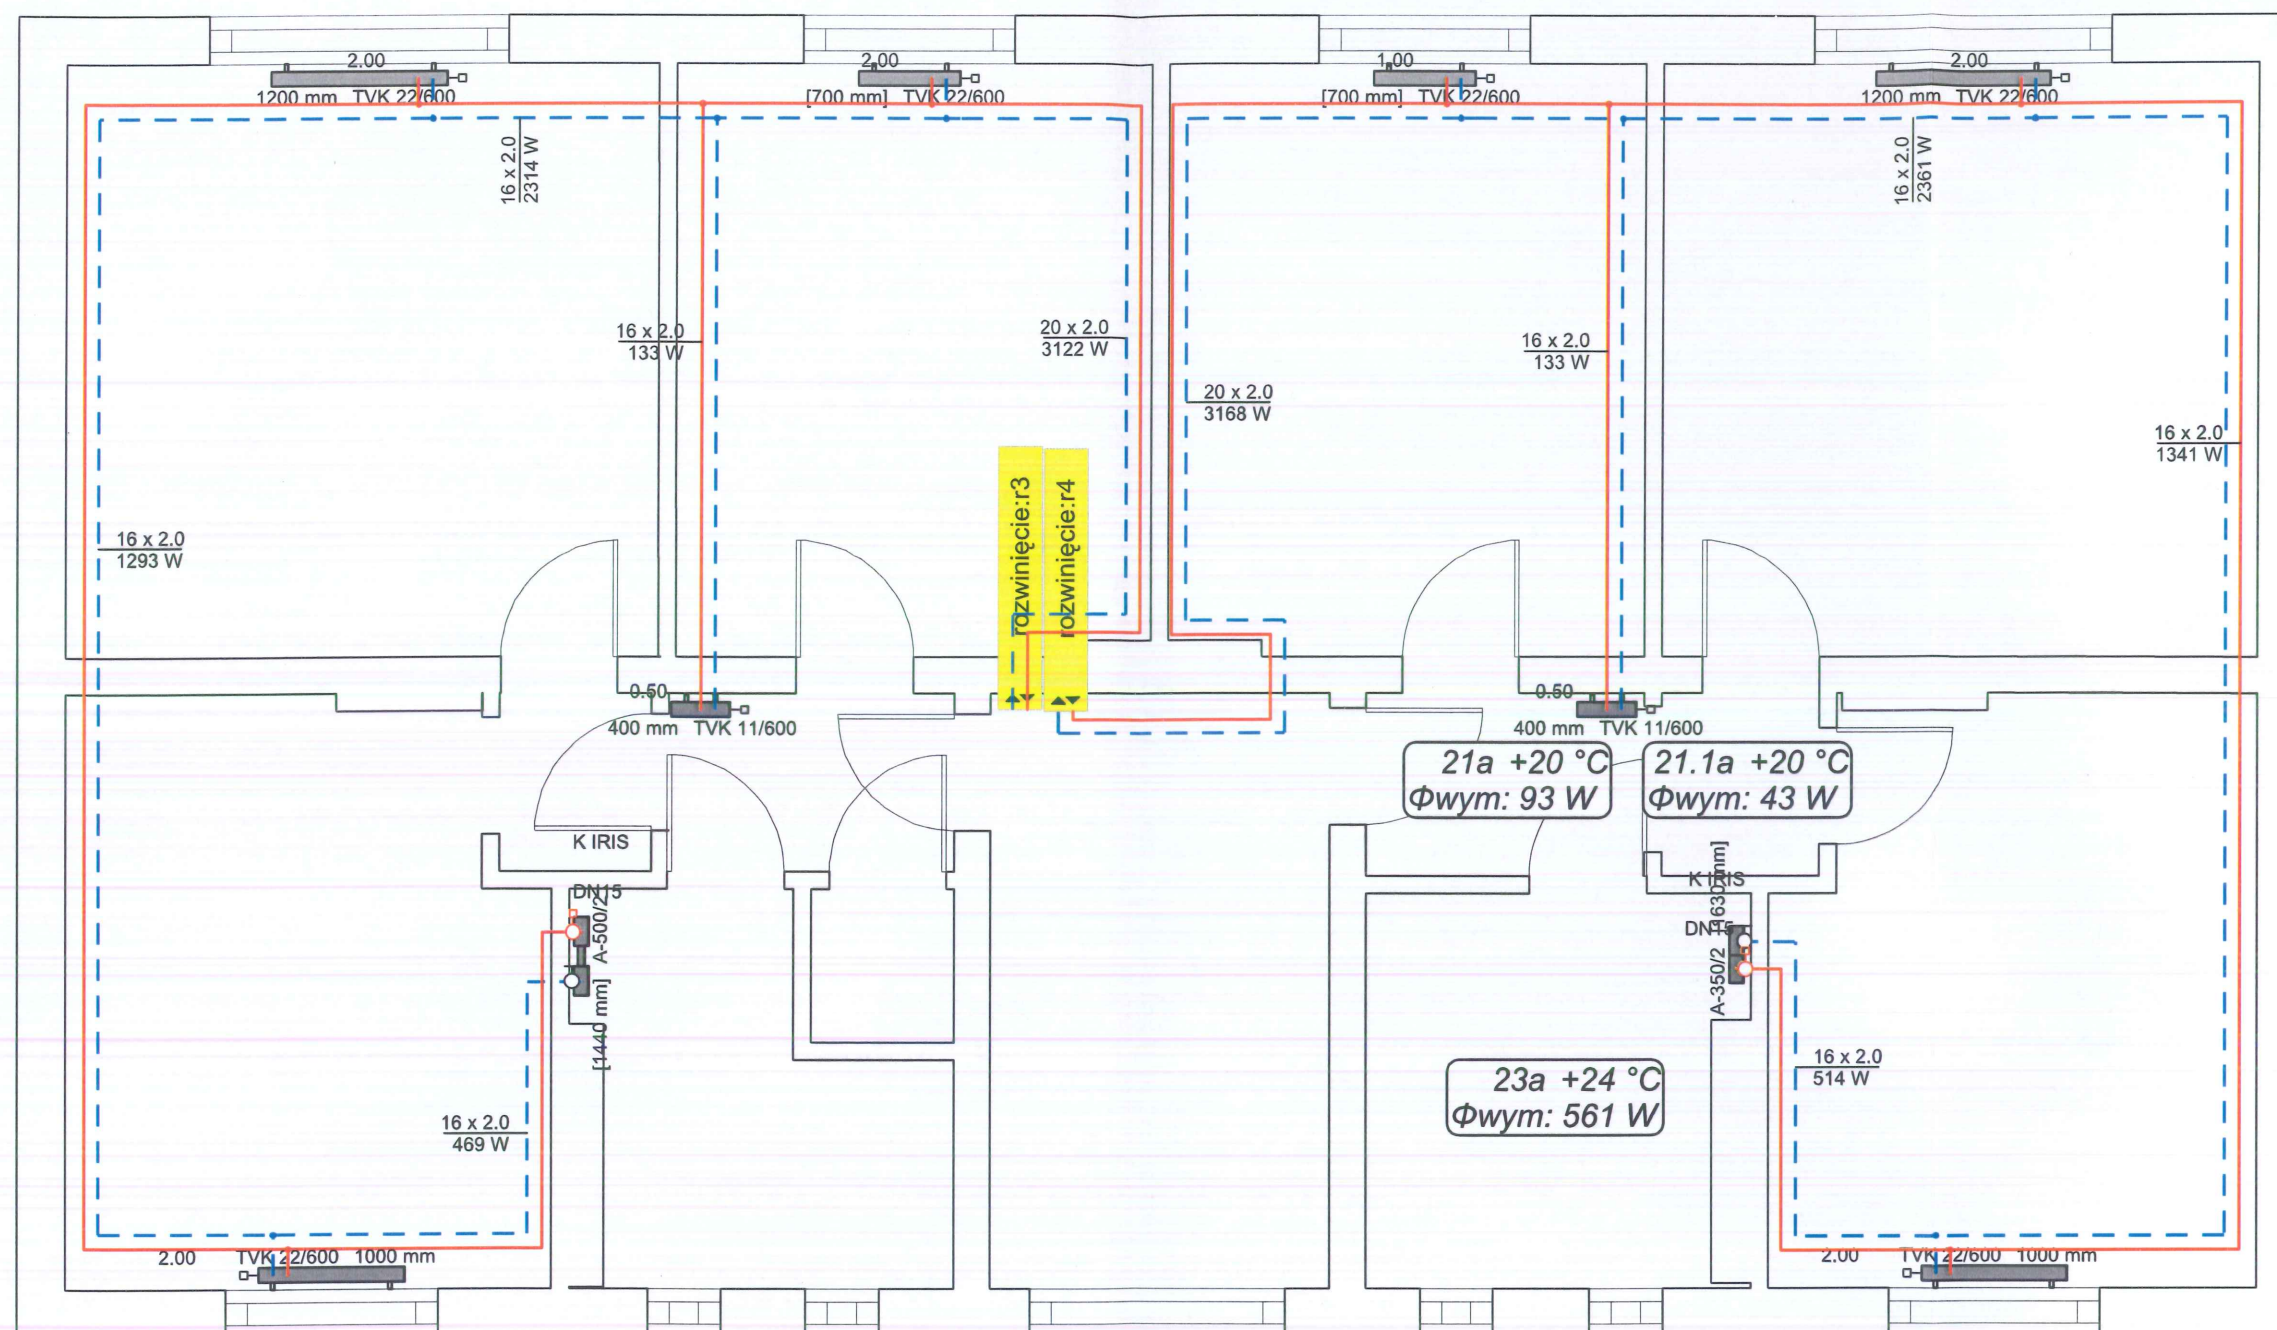 2.00
1200 mm TVK 22/600
2.00
[700 mm] TVK 22/600
1.00
[700 mm] TVK 22/600
2.00
1200 mm TVK 22/600
16 x 2.0
2314 W
16 x 2.0
2361 W
16 x 2.0
133 W
20 x 2.0
3122 W
16 x 2.0
133 W
20 x 2.0
3168 W
16 x 2.0
1341 W
rozwinięcie:r3
rozwinięcie:r4
16 x 2.0
1293 W
0.50
400 mm TVK 11/600
0.50
400 mm TVK 11/600
21a +20 °C
Φwym: 93 W
21.1a +20 °C
Φwym: 43 W
K IRIS
DN15
A-500/2
[1440 mm]
K IRIS
[1630 mm]
DN15
A-350/2
16 x 2.0
514 W
23a +24 °C
Φwym: 561 W
16 x 2.0
469 W
2.00 TVK 22/600 1000 mm
2.00 TVK 22/600 1000 mm